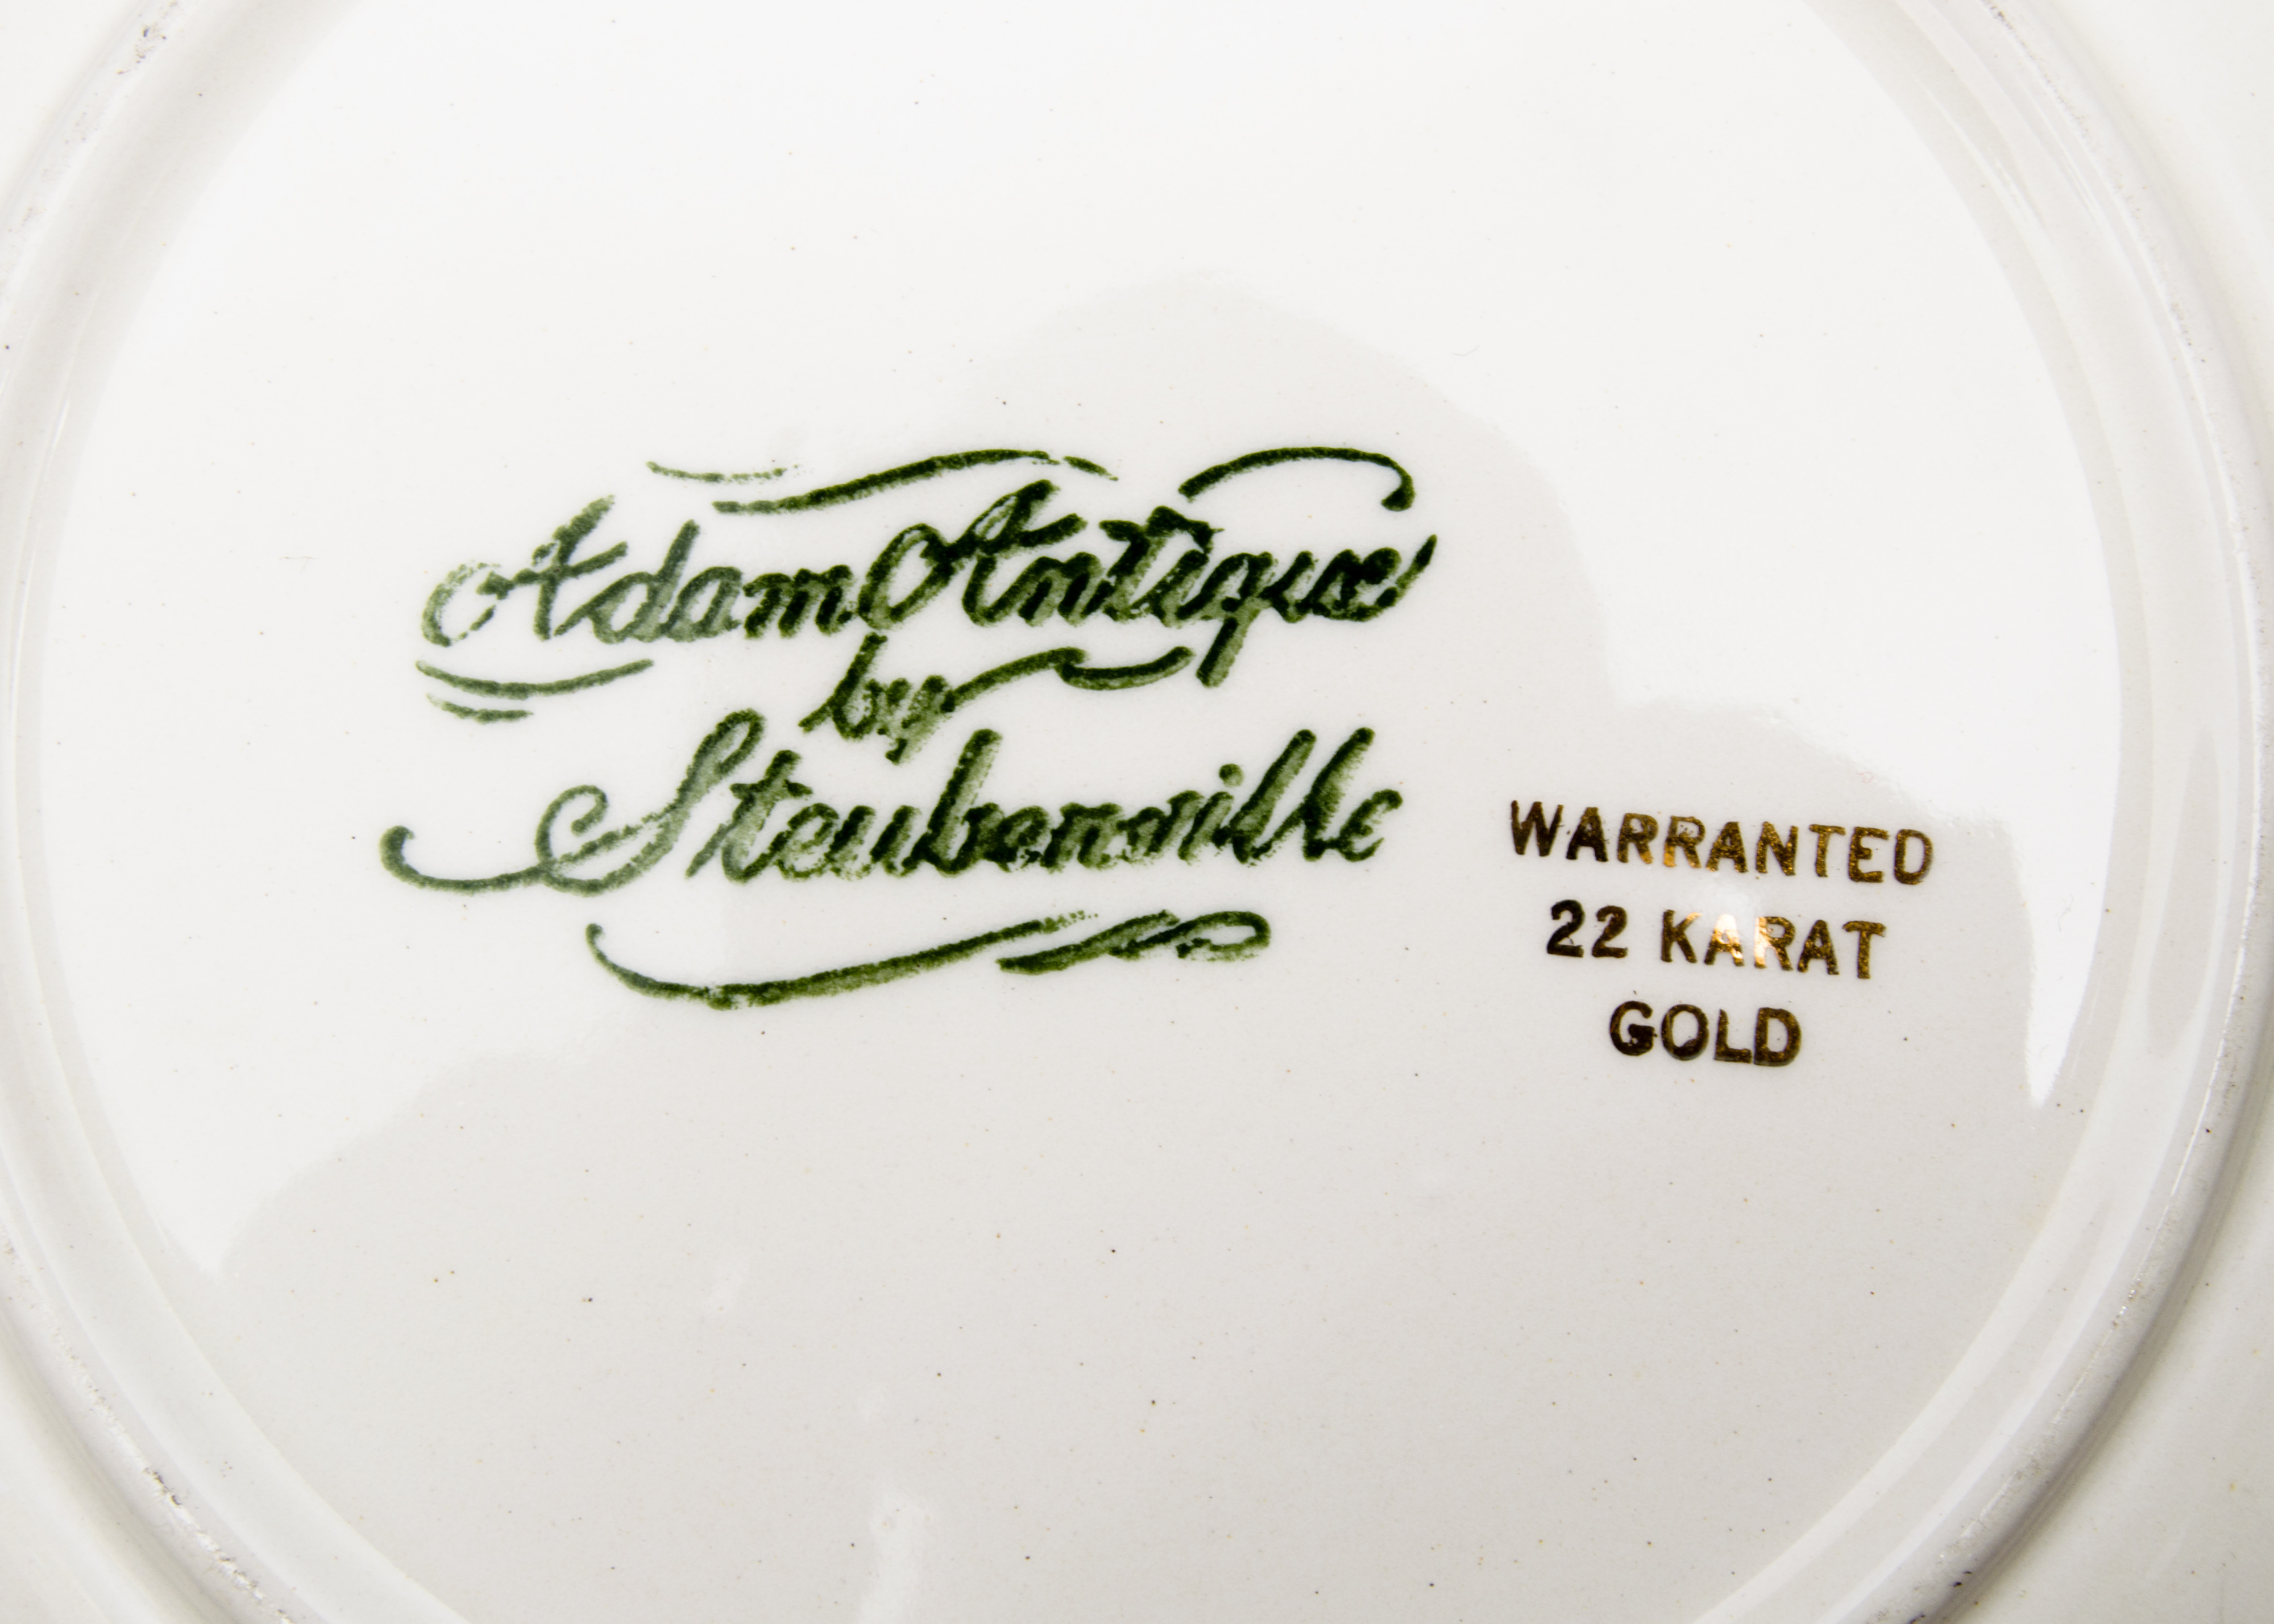 Adam Antique
by
Steubenville
WARRANTED
22 KARAT
GOLD